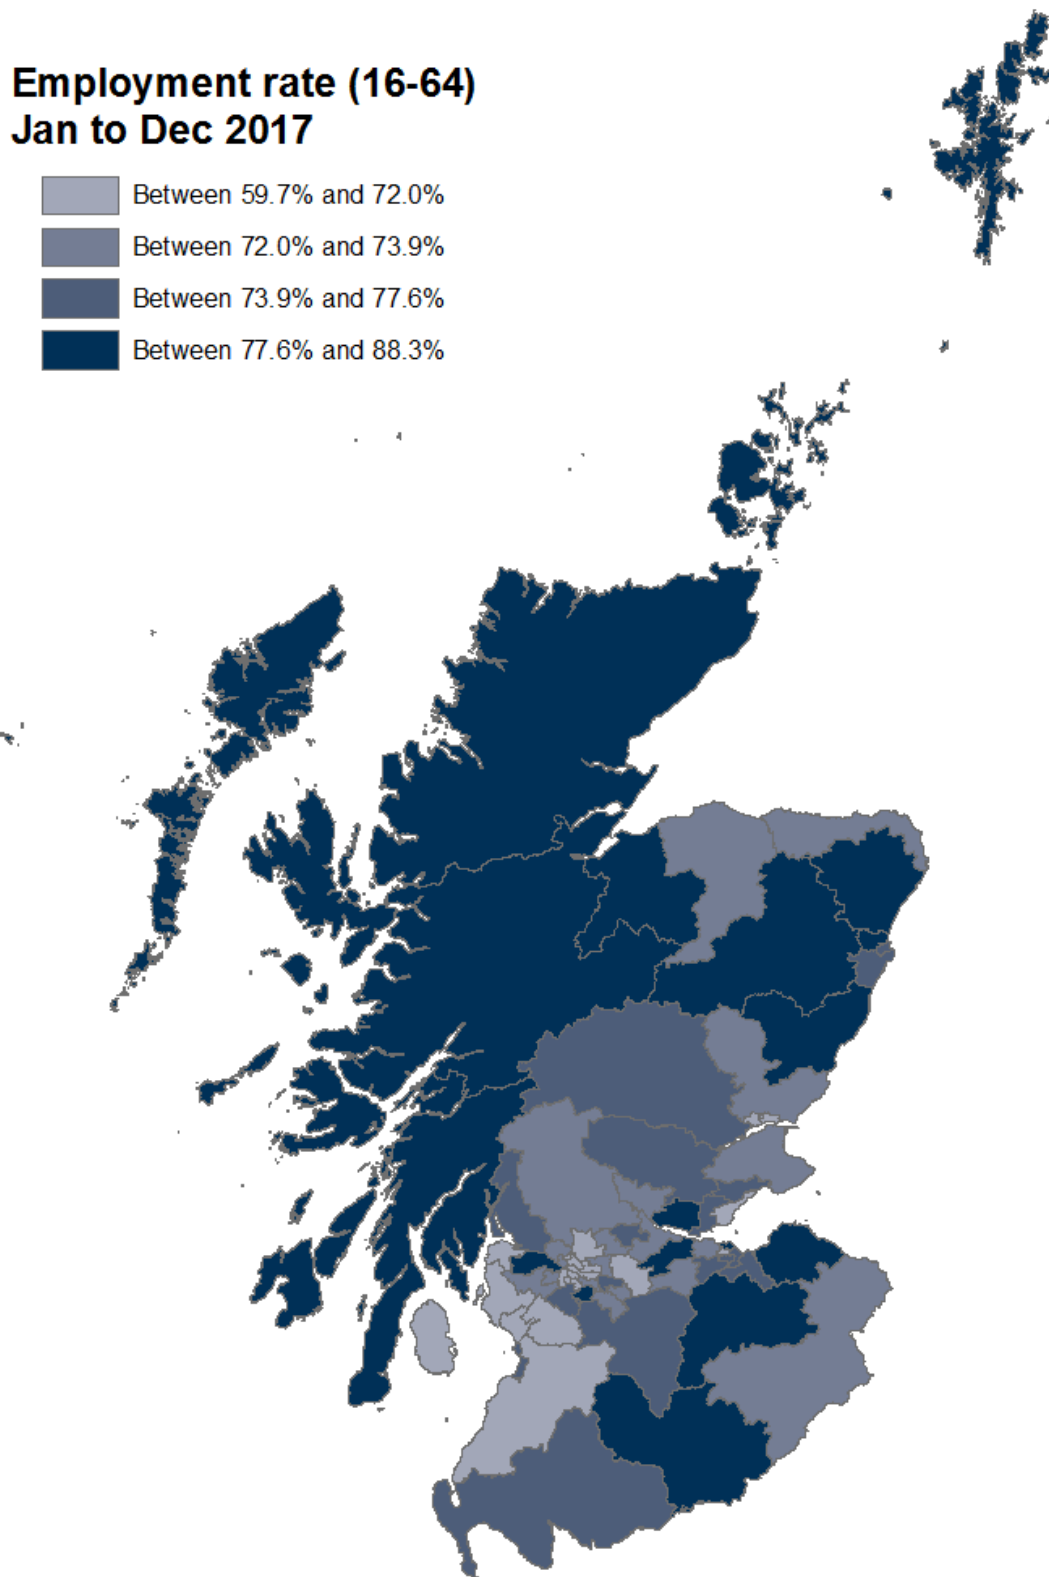 Employment rate (16-64)
Jan to Dec 2017
Between 59.7% and 72.0%
Between 72.0% and 73.9%
Between 73.9% and 77.6%
Between 77.6% and 88.3%